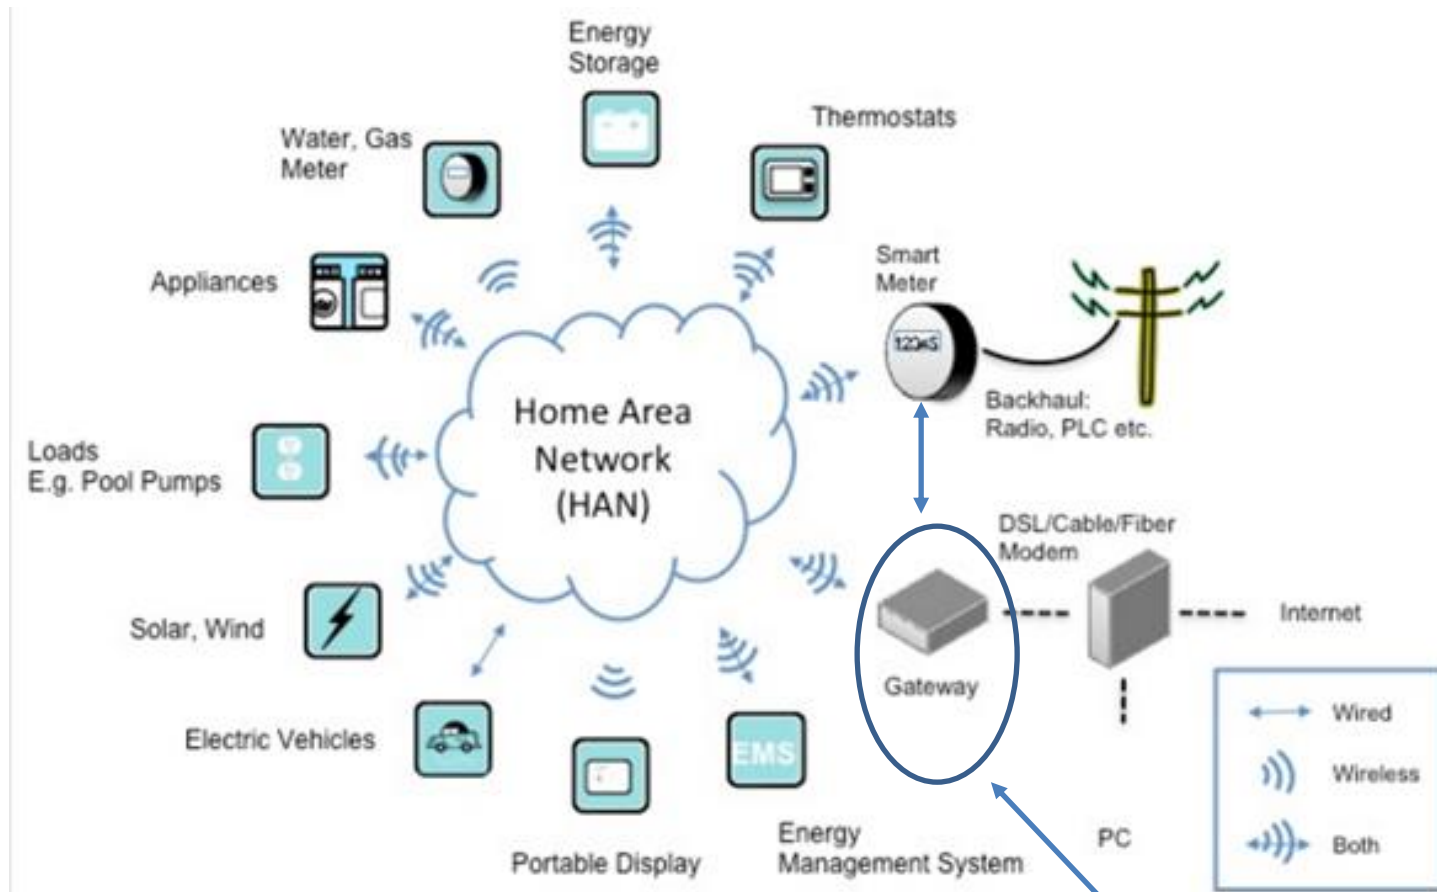 Energy
Storage
Thermostats
Water, Gas
Meter
Appliances
Smart
Meter
12345
Backhaul:
Radio, PLC etc.
Home Area
Network
(HAN)
Loads
E.g. Pool Pumps
DSL/Cable/Fiber
Modem
Internet
Gateway
Solar, Wind
Electric Vehicles
EMS
Portable Display
Energy
Management System
PC
Wired
Wireless
Both